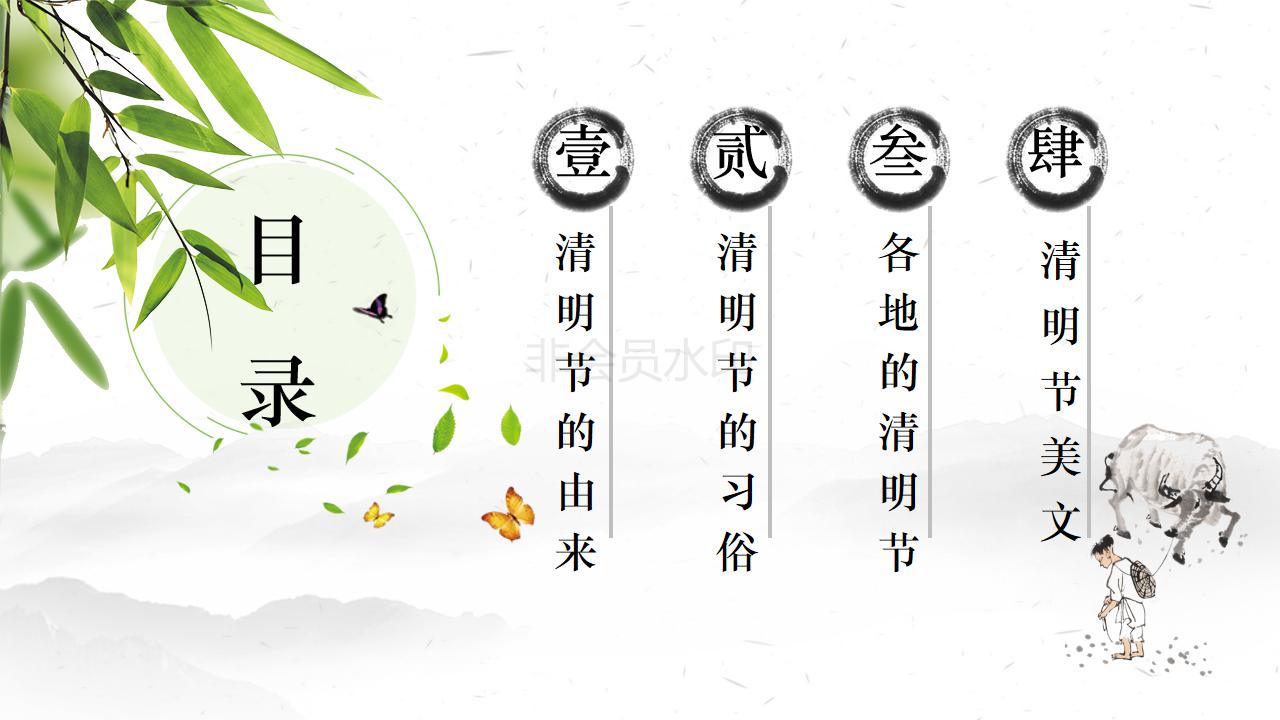 目录
壹
清明节的由来
贰
清明节的习俗
叁
各地的清明节
肆
清明节美文
非会员水印